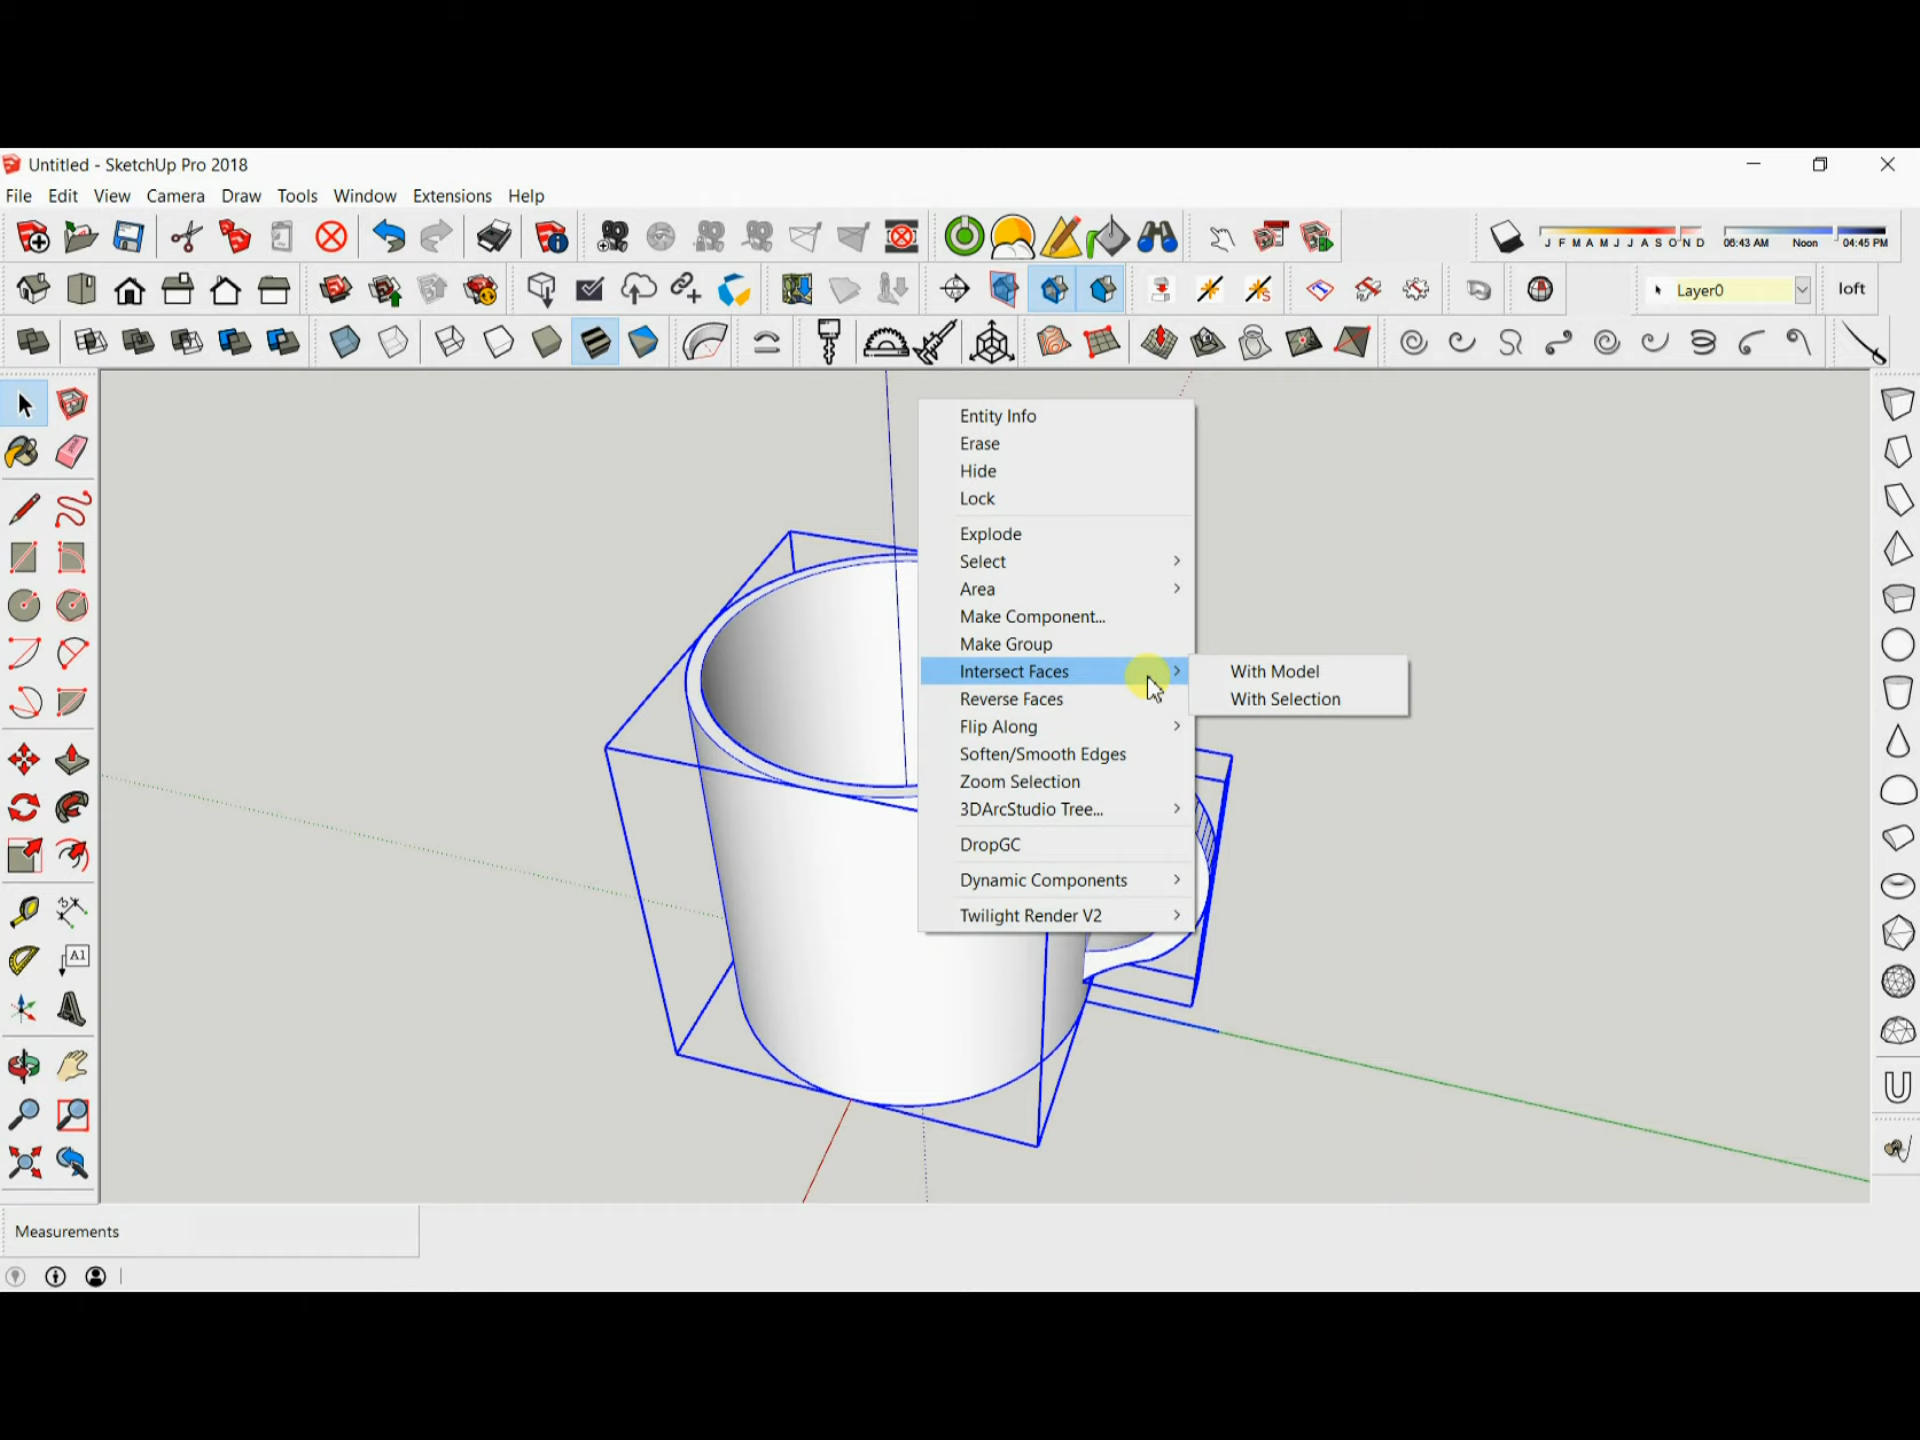 Untitled - SketchUp Pro 2018
File Edit View Camera Draw Tools Window Extensions Help
J F M A M J J A S O N D 06:43 AM Noon 04:45 PM
Layer0 loft
Entity Info
Erase
Hide
Lock
Explode
Select
Area
Make Component...
Make Group
Intersect Faces With Model
Reverse Faces With Selection
Flip Along
Soften/Smooth Edges
Zoom Selection
3DArcStudio Tree...
DropGC
Dynamic Components
Twilight Render V2
A1
Measurements